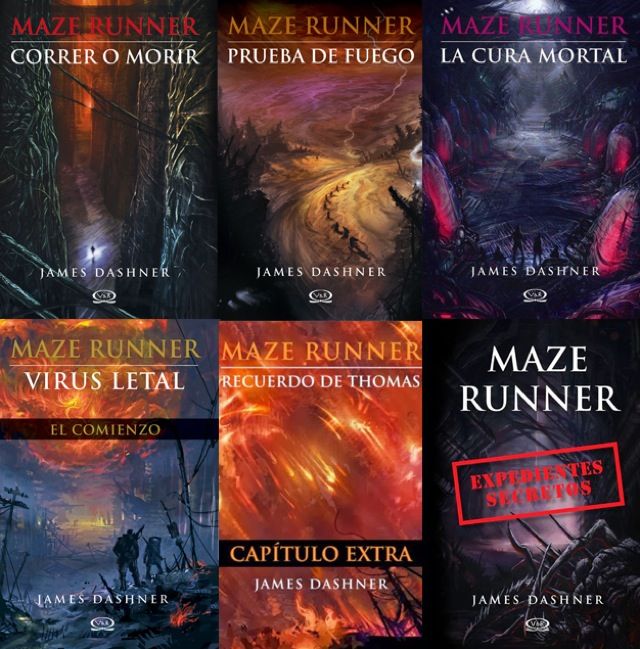 MAZE RUNNER
CORRER O MORIR
JAMES DASHNER
V&R
MAZE RUNNER
PRUEBA DE FUEGO
JAMES DASHNER
V&R
MAZE RUNNER
LA CURA MORTAL
JAMES DASHNER
V&R
MAZE RUNNER
VIRUS LETAL
EL COMIENZO
JAMES DASHNER
V&R
MAZE RUNNER
RECUERDO DE THOMAS
CAPÍTULO EXTRA
JAMES DASHNER
MAZE
RUNNER
EXPEDIENTES
SECRETOS
JAMES DASHNER
V&R